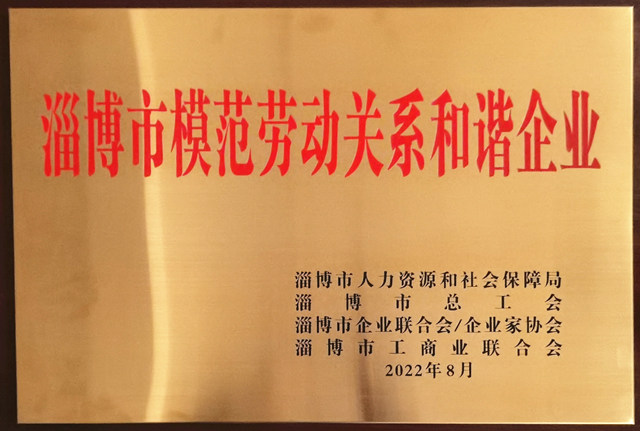 淄博市模范劳动关系和谐企业
淄博市人力资源和社会保障局
淄博市总工会
淄博市企业联合会/企业家协会
淄博市工商业联合会
2022年8月